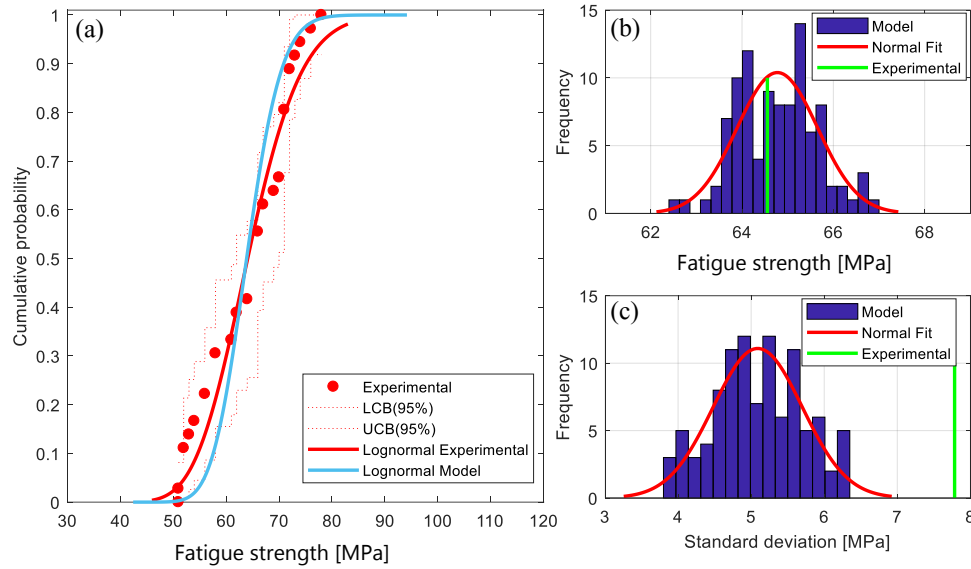 (a)
Cumulative probability
1
0.9
0.8
0.7
0.6
0.5
0.4
0.3
0.2
0.1
0
30 40 50 60 70 80 90 100 110 120
Fatigue strength [MPa]
Experimental
LCB(95%)
UCB(95%)
Lognormal Experimental
Lognormal Model
(b)
Frequency
15
10
5
0
62 64 66 68
Fatigue strength [MPa]
Model
Normal Fit
Experimental
(c)
Frequency
15
10
5
0
3 4 5 6 7 8
Standard deviation [MPa]
Model
Normal Fit
Experimental